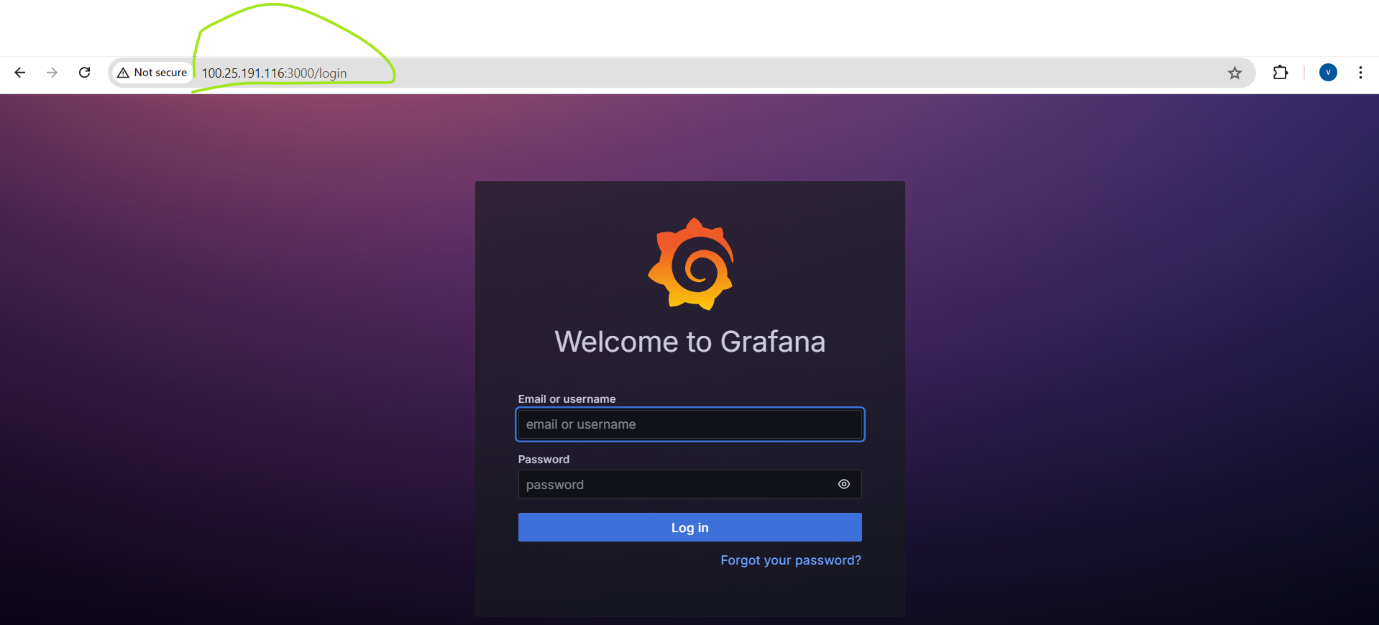 Not secure 100.25.191.116:3000/login
V
Welcome to Grafana
Email or username
email or username
Password
password
Log in
Forgot your password?